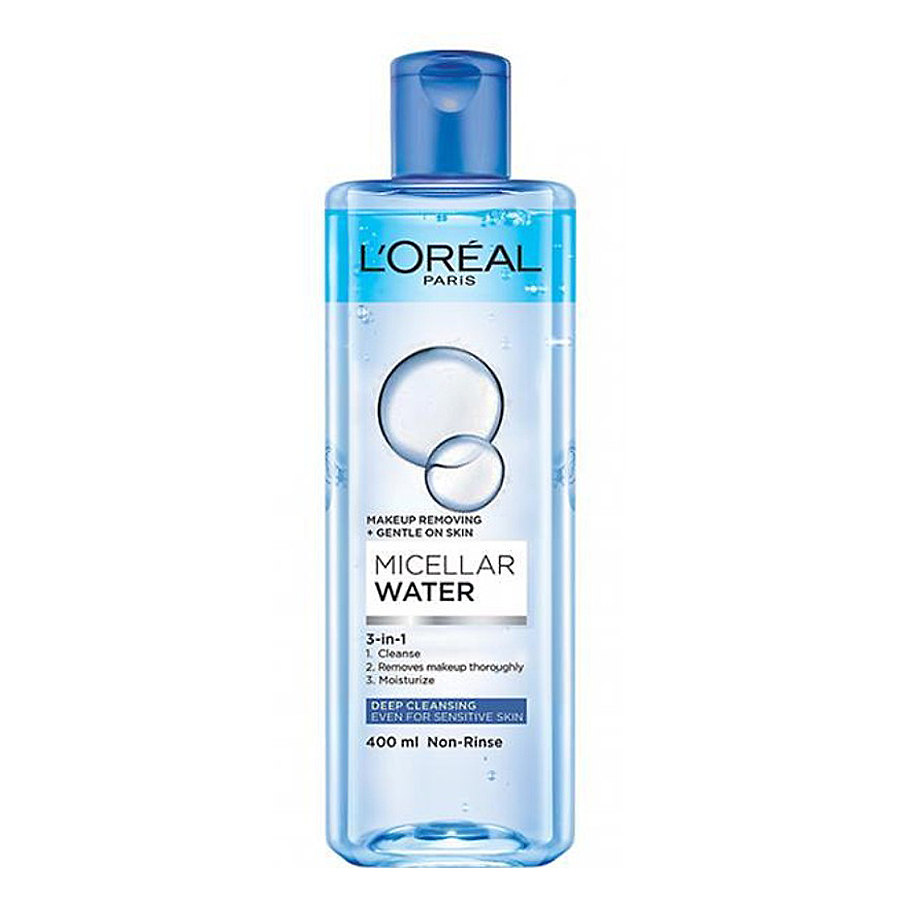 L'ORÉAL
PARIS
MAKEUP REMOVING
+ GENTLE ON SKIN
MICELLAR
WATER
3-in-1
1. Cleanse
2. Removes makeup thoroughly
3. Moisturize
DEEP CLEANSING
EVEN FOR SENSITIVE SKIN
400 ml Non-Rinse